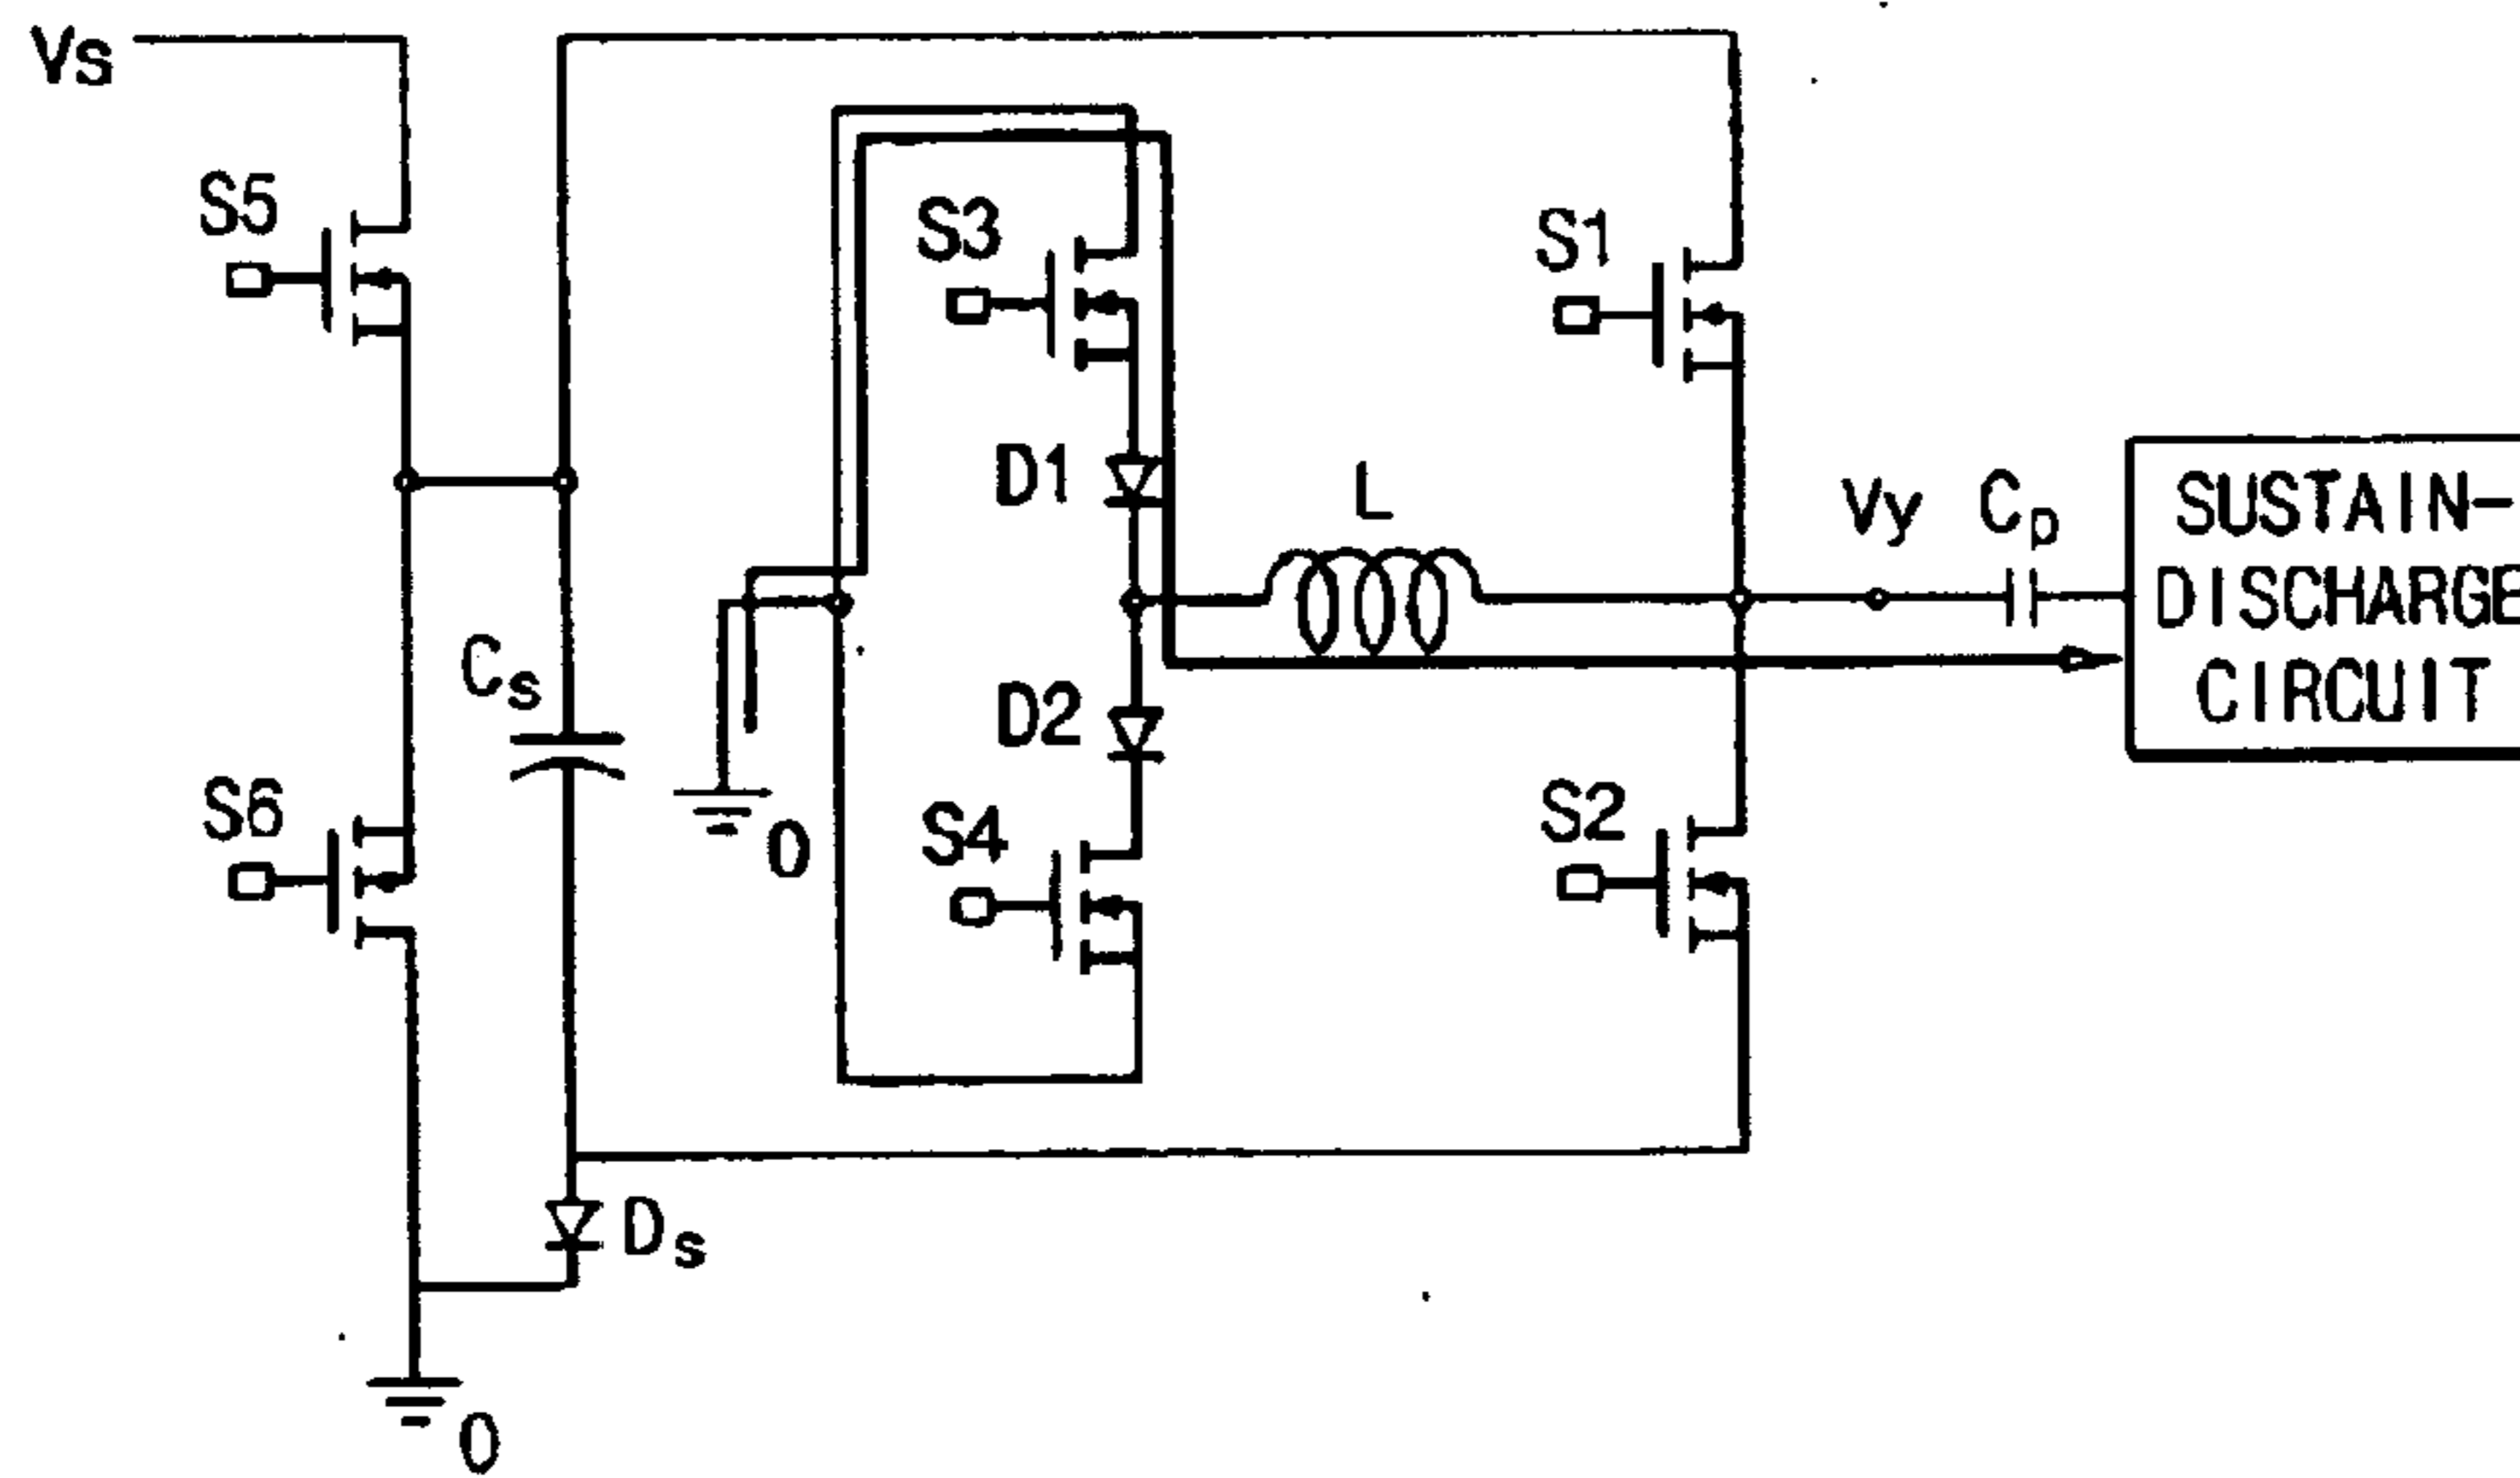 Vs
S5
S3
S1
D1
L
Vy
Cp
SUSTAIN-
DISCHARGE
CIRCUIT
Cs
D2
S6
0
S4
S2
Ds
0